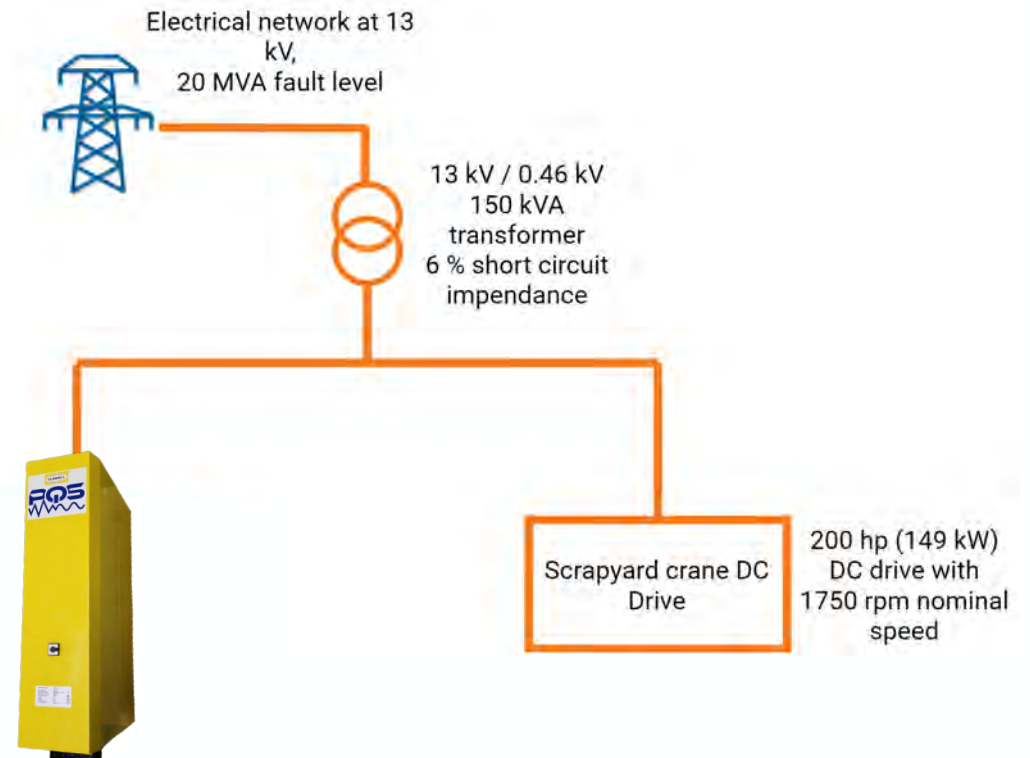 Electrical network at 13
kV,
20 MVA fault level
13 kV / 0.46 kV
150 kVA
transformer
6 % short circuit
impendance
PQS
Scrapyard crane DC
Drive
200 hp (149 kW)
DC drive with
1750 rpm nominal
speed